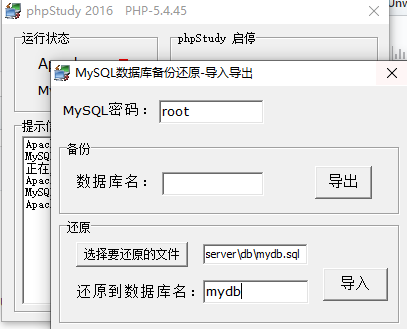 phpStudy 2016 PHP-5.4.45
运行状态
phpStudy 启停
MySQL数据库备份还原-导入导出
MySQL密码： root
备份
数据库名：
导出
还原
选择要还原的文件
server\db\mydb.sql
还原到数据库名： mydb
导入
提示信
Apac
MySQ
正在
Apac
MySQ
Apac